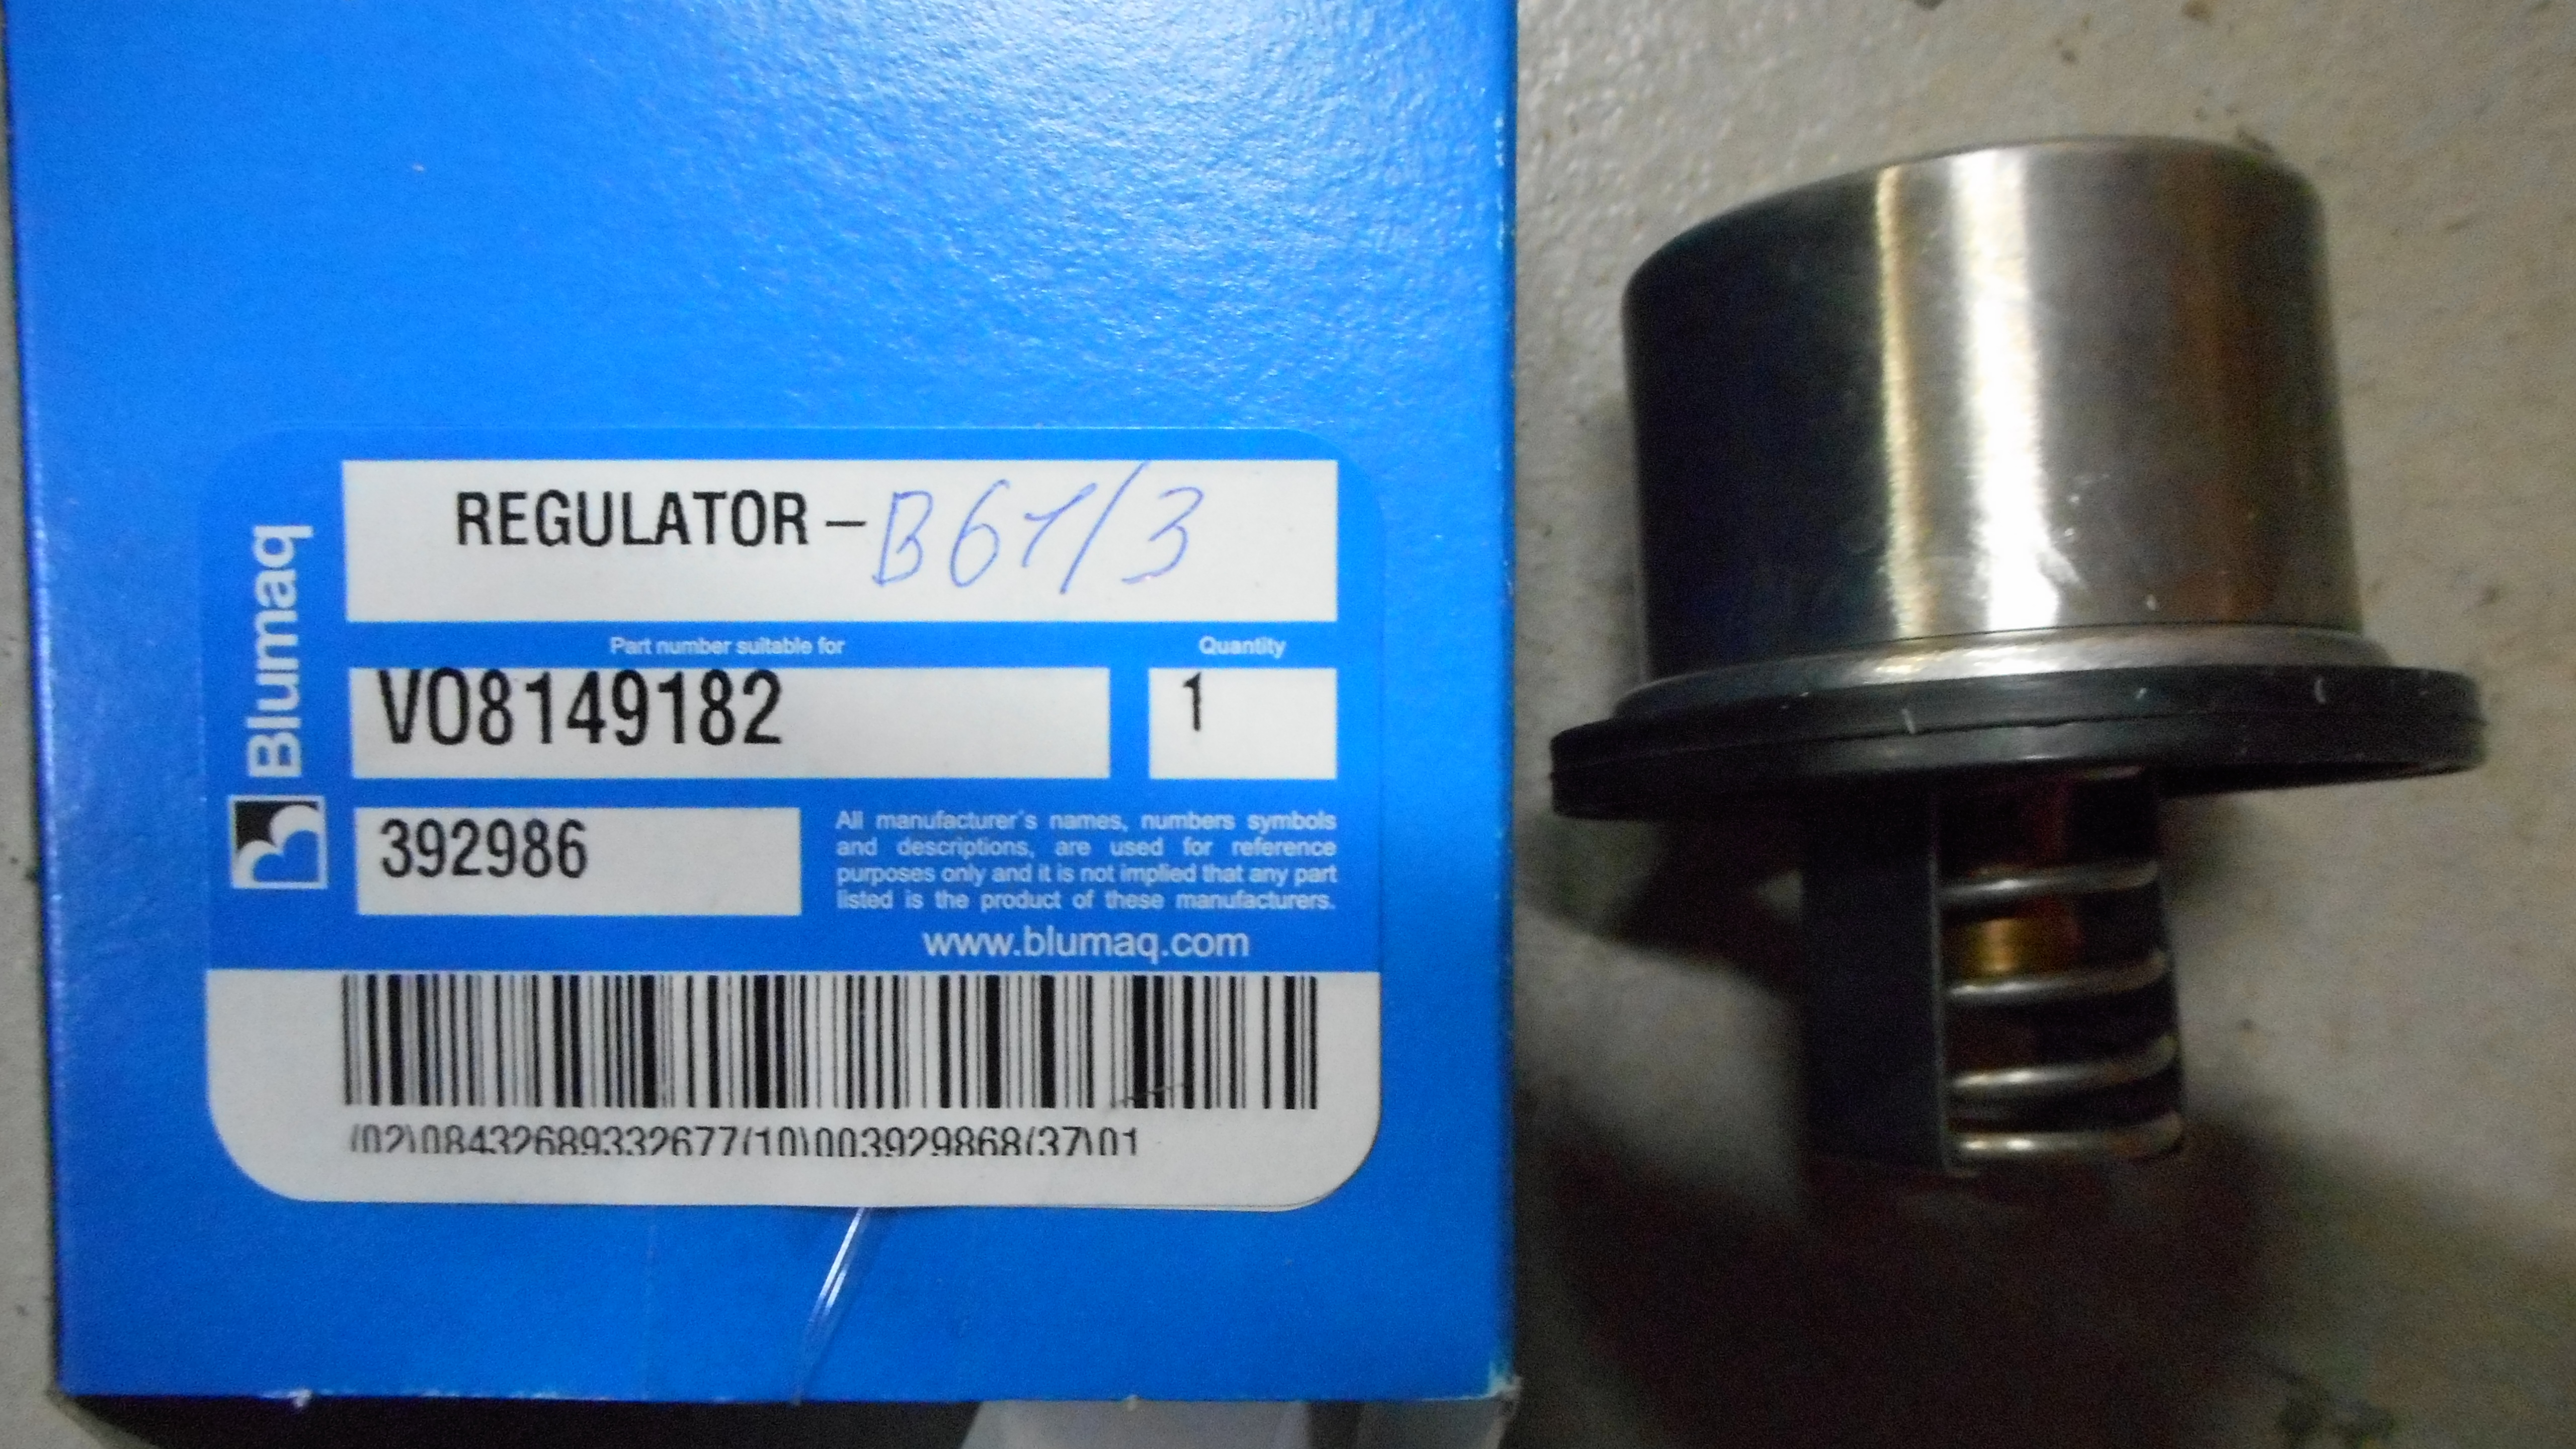 REGULATOR - B61/3
Part number suitable for
Quantity
VO8149182
1
392986
All manufacturer's names, numbers symbols
and descriptions, are used for reference
purposes only and it is not implied that any part
listed is the product of these manufacturers.
www.blumaq.com
Blumaq
(02)08432689332677(10)003929868(37)01